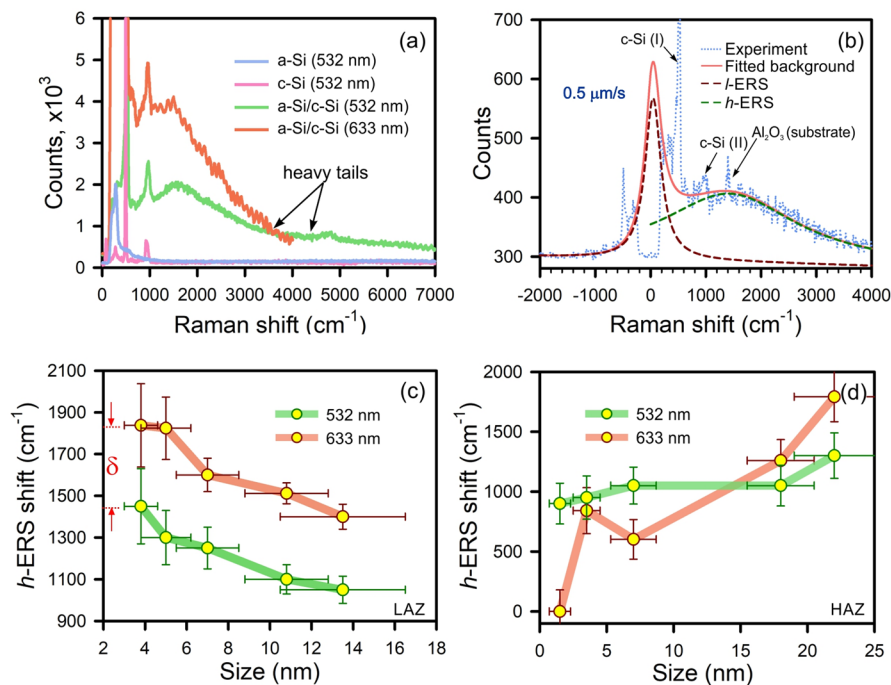 (a)
a-Si (532 nm)
c-Si (532 nm)
a-Si/c-Si (532 nm)
a-Si/c-Si (633 nm)
heavy tails
Counts, x10³
6
5
4
3
2
1
0
0 1000 2000 3000 4000 5000 6000 7000
Raman shift (cm⁻¹)
(b)
c-Si (I)
Experiment
Fitted background
l-ERS
h-ERS
0.5 μm/s
c-Si (II)
Al₂O₃ (substrate)
Counts
700
600
500
400
300
-2000 -1000 0 1000 2000 3000 4000
Raman shift (cm⁻¹)
(c)
532 nm
633 nm
δ
LAZ
h-ERS shift (cm⁻¹)
2100
1900
1700
1500
1300
1100
900
2 4 6 8 10 12 14 16 18
Size (nm)
(d)
532 nm
633 nm
HAZ
h-ERS shift (cm⁻¹)
2000
1500
1000
500
0
0 5 10 15 20 25
Size (nm)